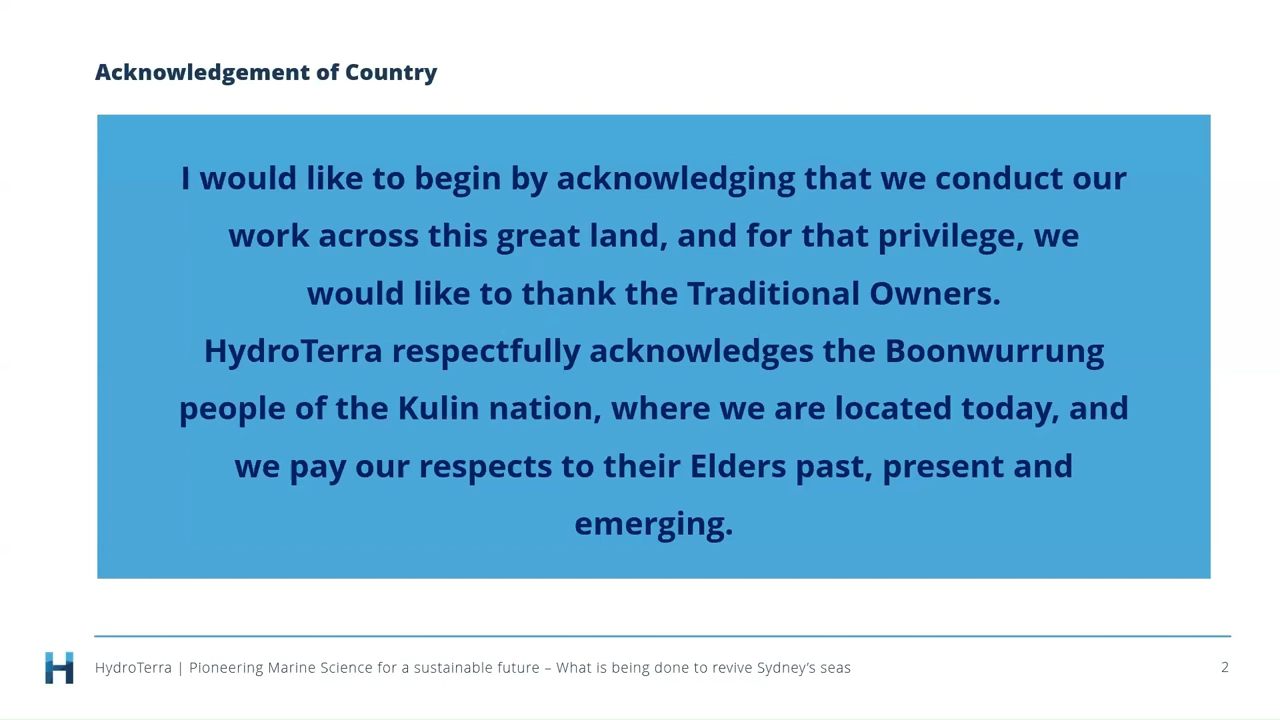 Acknowledgement of Country
I would like to begin by acknowledging that we conduct our
work across this great land, and for that privilege, we
would like to thank the Traditional Owners.
HydroTerra respectfully acknowledges the Boonwurrung
people of the Kulin nation, where we are located today, and
we pay our respects to their Elders past, present and
emerging.
HydroTerra | Pioneering Marine Science for a sustainable future – What is being done to revive Sydney's seas 2